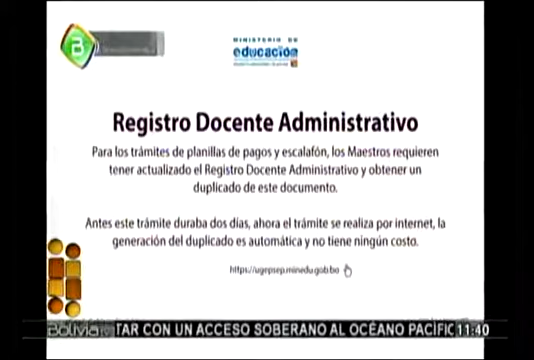 B
MINISTERIO DE
educación
Registro Docente Administrativo
Para los trámites de planillas de pagos y escalafón, los Maestros requieren
tener actualizado el Registro Docente Administrativo y obtener un
duplicado de este documento.
Antes este trámite duraba dos días, ahora el trámite se realiza por internet, la
generación del duplicado es automática y no tiene ningún costo.
https://ugepsep.minedu.gob.bo
Bolivia tv TAR CON UN ACCESO SOBERANO AL OCÉANO PACÍFIC 11:40